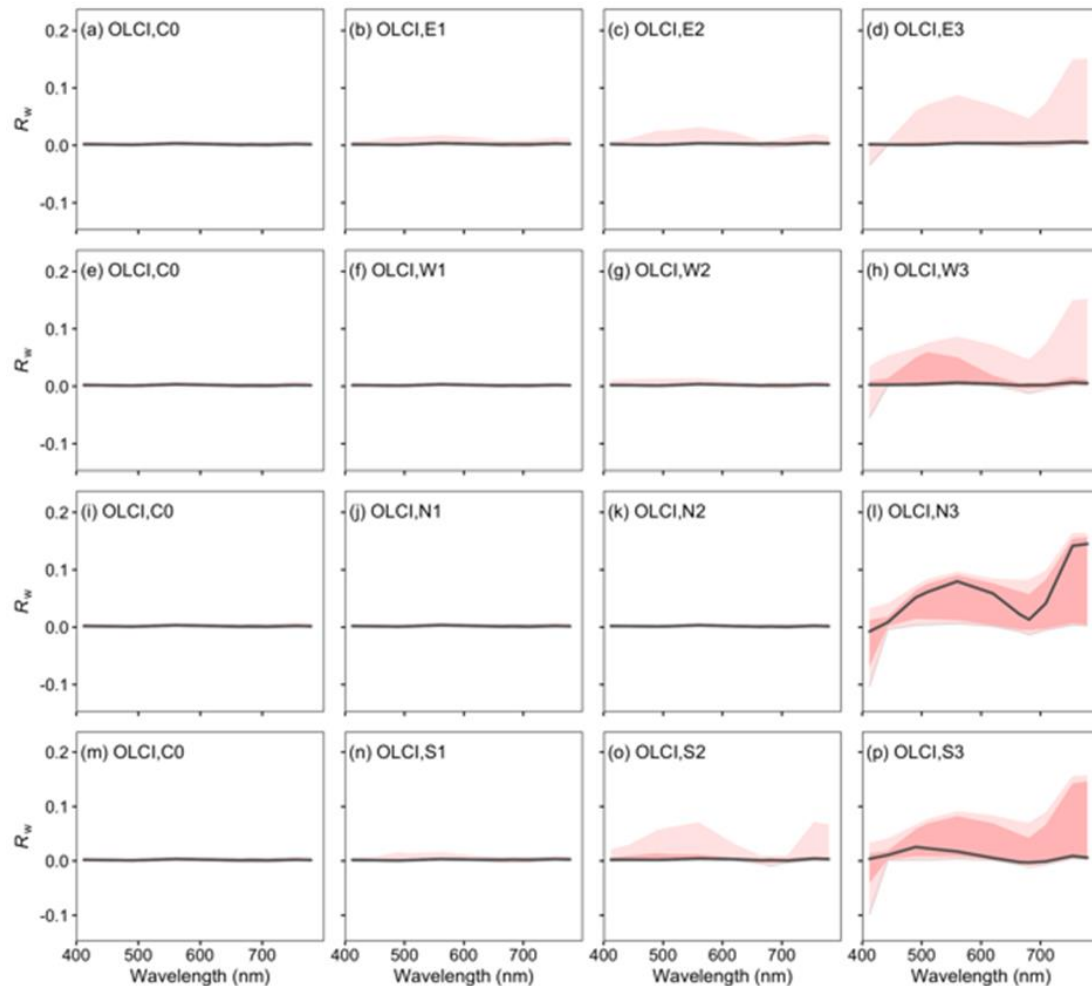 (a) OLCI,C0 (b) OLCI,E1 (c) OLCI,E2 (d) OLCI,E3
0.2
0.1
0.0
-0.1
Rw
(e) OLCI,C0 (f) OLCI,W1 (g) OLCI,W2 (h) OLCI,W3
0.2
0.1
0.0
-0.1
Rw
(i) OLCI,C0 (j) OLCI,N1 (k) OLCI,N2 (l) OLCI,N3
0.2
0.1
0.0
-0.1
Rw
(m) OLCI,C0 (n) OLCI,S1 (o) OLCI,S2 (p) OLCI,S3
0.2
0.1
0.0
-0.1
Rw
400 500 600 700 400 500 600 700 400 500 600 700 400 500 600 700
Wavelength (nm) Wavelength (nm) Wavelength (nm) Wavelength (nm)